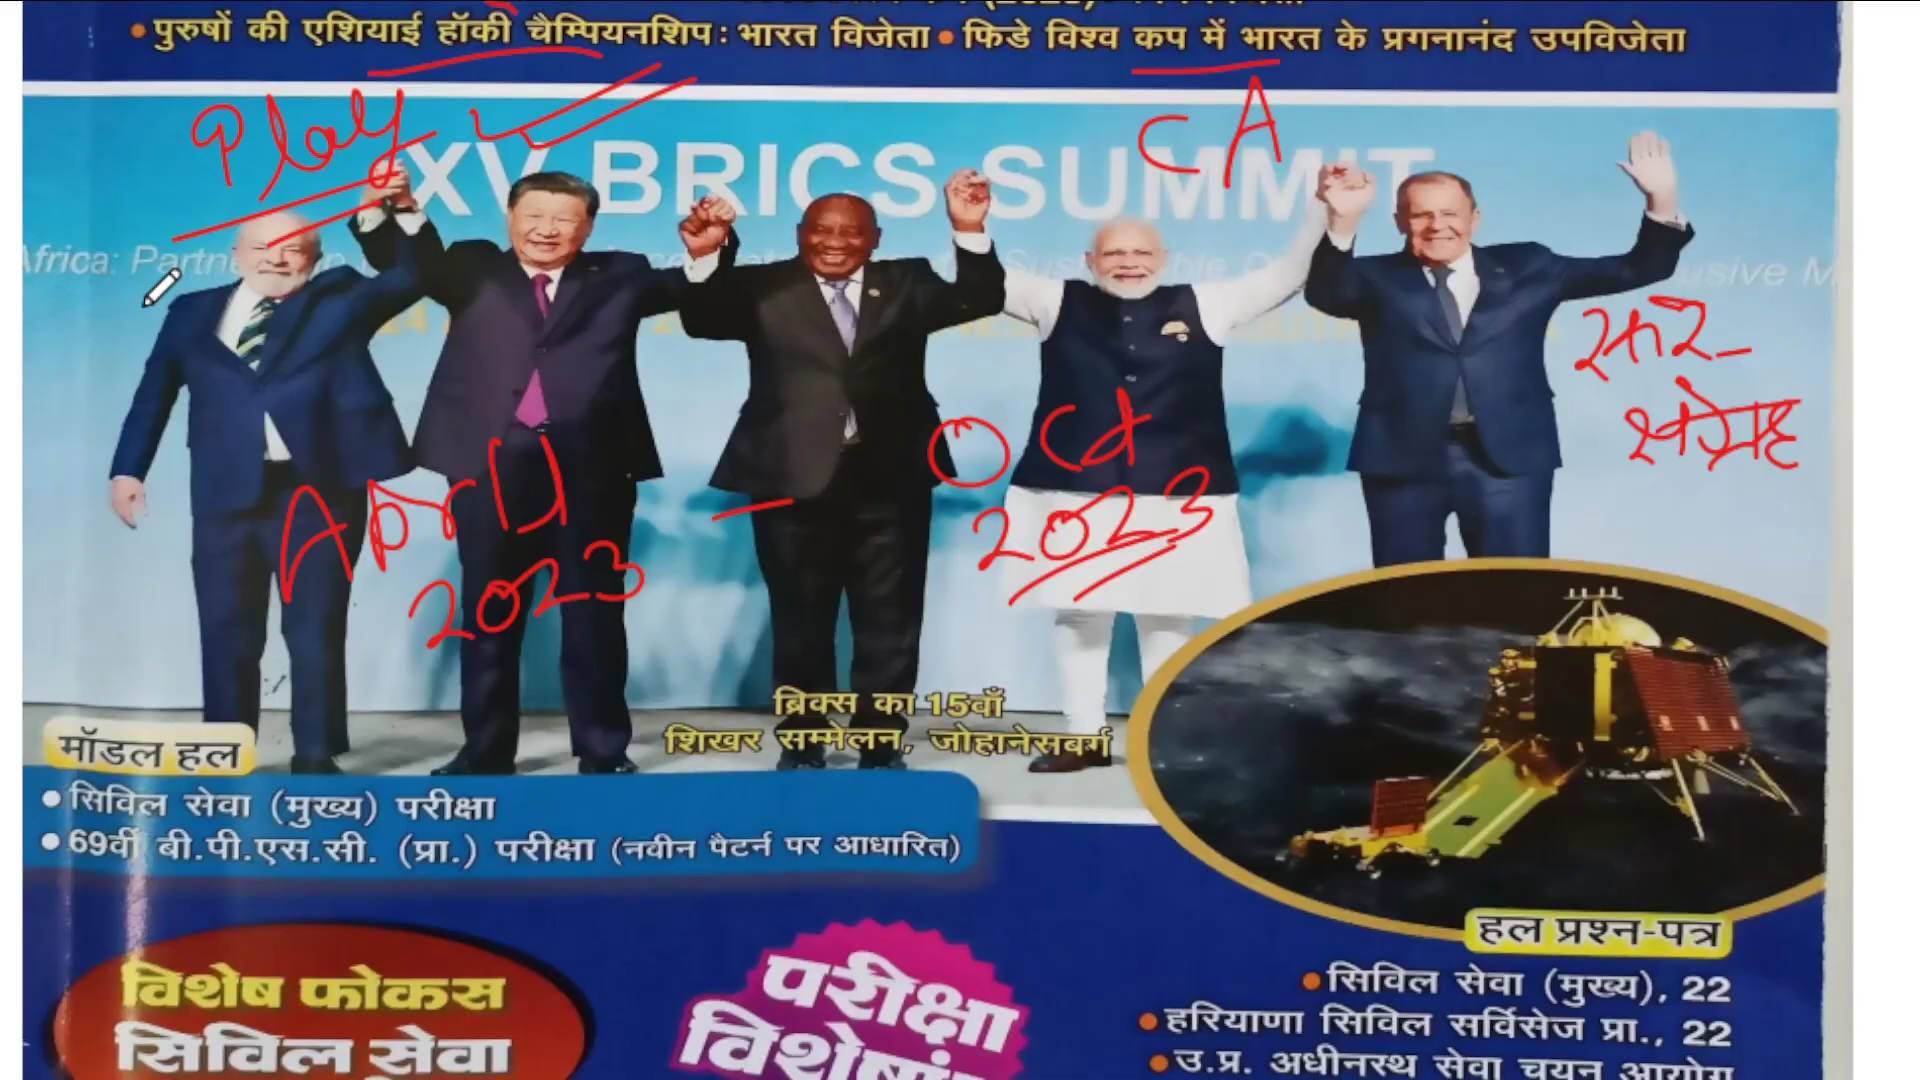 • पुरुषों की एशियाई हॉकी चैम्पियनशिप : भारत विजेता • फिडे विश्व कप में भारत के प्रगनानंद उपविजेता
Play
CA
XV BRICS SUMMIT
Africa:
सार-
संग्रह
April
2023
-
Oct
2023
ब्रिक्स का 15वाँ
शिखर सम्मेलन, जोहानेसबर्ग
मॉडल हल
• सिविल सेवा (मुख्य) परीक्षा
• 69वीं बी.पी.एस.सी. (प्रा.) परीक्षा (नवीन पैटर्न पर आधारित)
विशेष फोकस
सिविल सेवा
परीक्षा
विशेषांक
हल प्रश्न-पत्र
• सिविल सेवा (मुख्य), 22
• हरियाणा सिविल सर्विसेज प्रा., 22
• उ.प्र. अधीनस्थ सेवा चयन आयोग